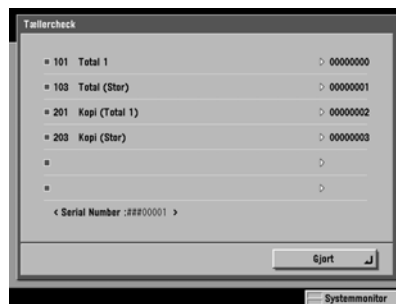 Tællercheck
101 Total 1 00000000
103 Total (Stor) 00000001
201 Kopi (Total 1) 00000002
203 Kopi (Stor) 00000003
< Serial Number :###00001 >
Gjort
Systemmonitor